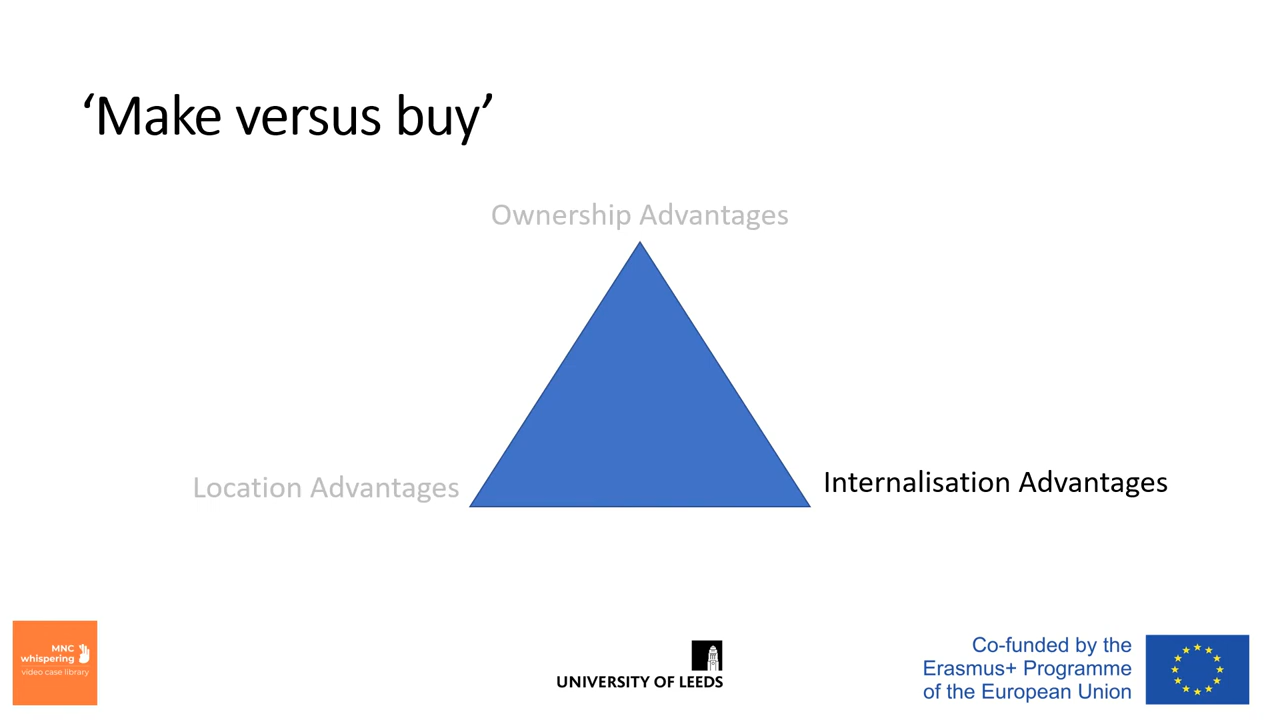 ‘Make versus buy’
Ownership Advantages
Location Advantages
Internalisation Advantages
MNC
whispering
video case library
UNIVERSITY OF LEEDS
Co-funded by the
Erasmus+ Programme
of the European Union